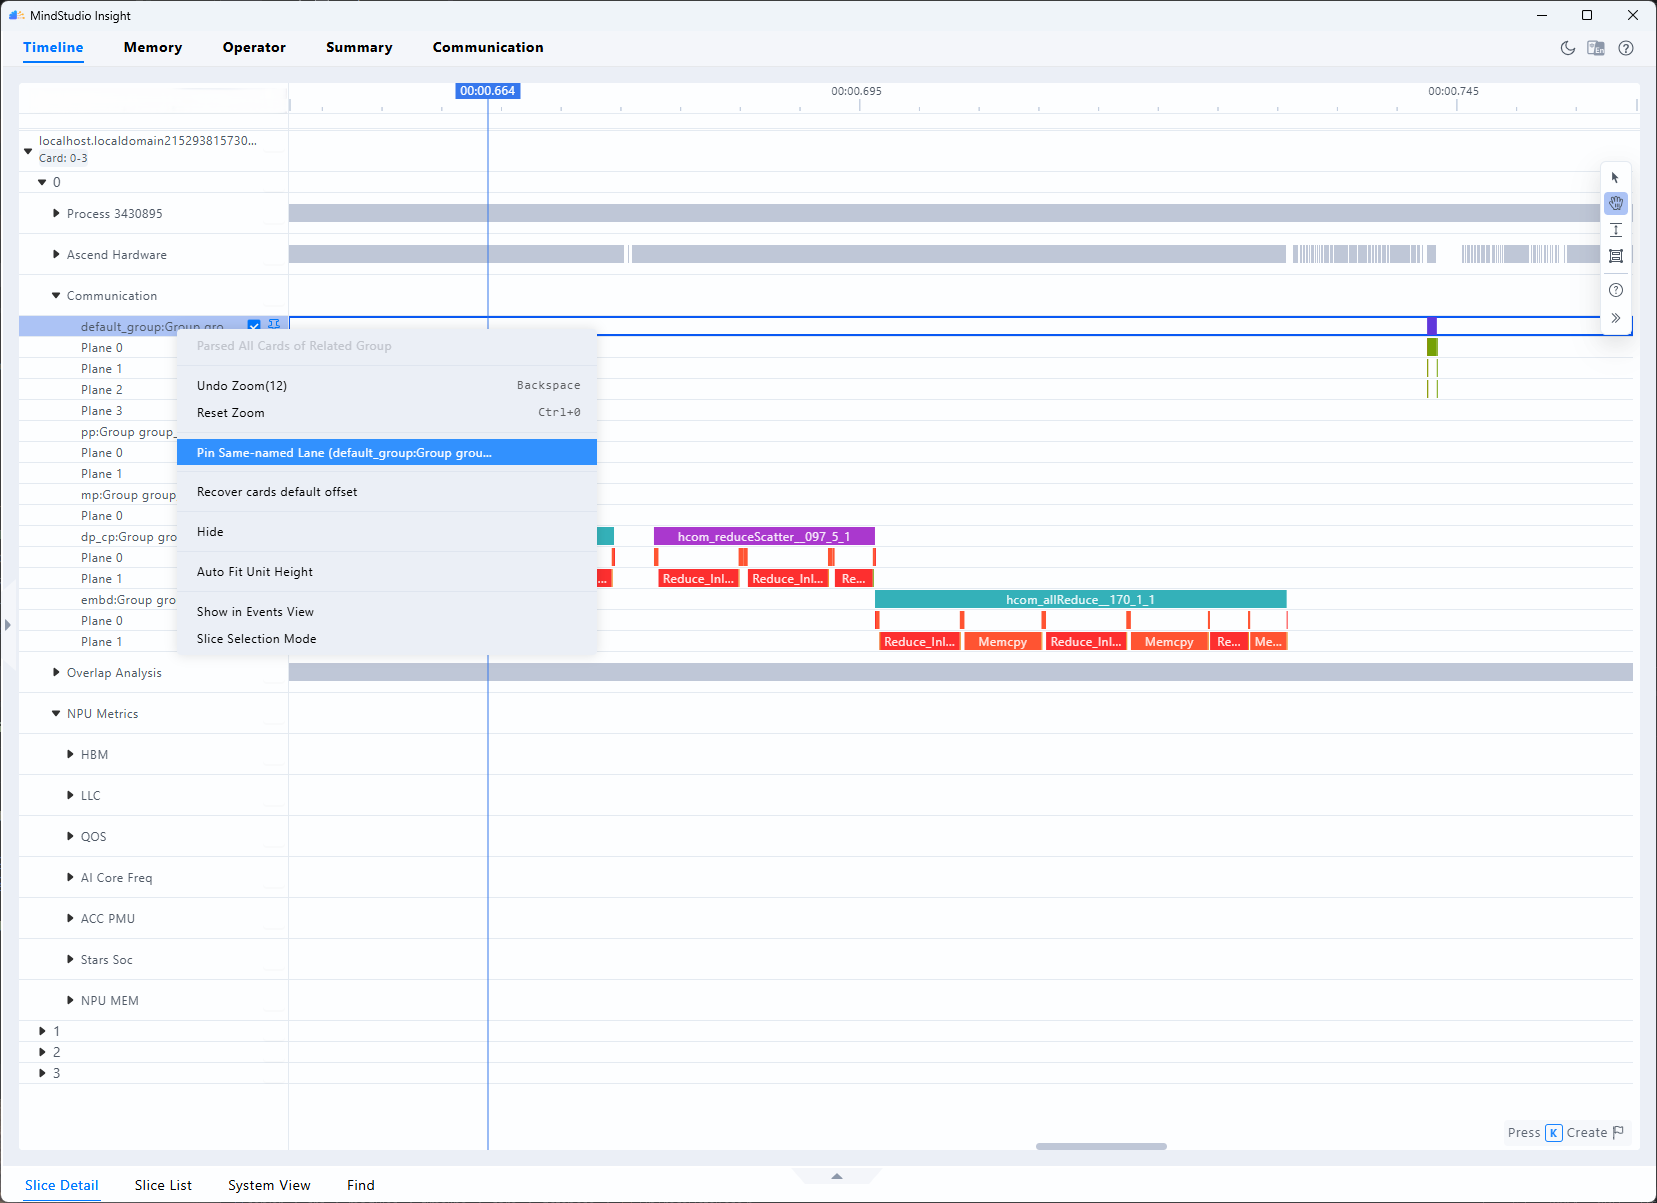 MindStudio Insight
Timeline Memory Operator Summary Communication
00:00.664 00:00.695 00:00.745
localhost.localdomain215293815730...
Card: 0-3
0
Process 3430895
Ascend Hardware
Communication
default_group:Group gro
Plane 0
Plane 1
Plane 2
Plane 3
pp:Group group_
Plane 0
Plane 1
mp:Group group
Plane 0
dp_cp:Group gro
Plane 0
Plane 1
embd:Group gro
Plane 0
Plane 1
Parsed All Cards of Related Group
Undo Zoom(12) Backspace
Reset Zoom Ctrl+0
Pin Same-named Lane (default_group:Group grou...
Recover cards default offset
Hide
Auto Fit Unit Height
Show in Events View
Slice Selection Mode
hcom_reduceScatter__097_5_1
... Reduce_Inl... Reduce_Inl... Re...
hcom_allReduce__170_1_1
Reduce_Inl... Memcpy Reduce_Inl... Memcpy Re... Me...
Overlap Analysis
NPU Metrics
HBM
LLC
QOS
AI Core Freq
ACC PMU
Stars Soc
NPU MEM
1
2
3
Press K Create
Slice Detail Slice List System View Find